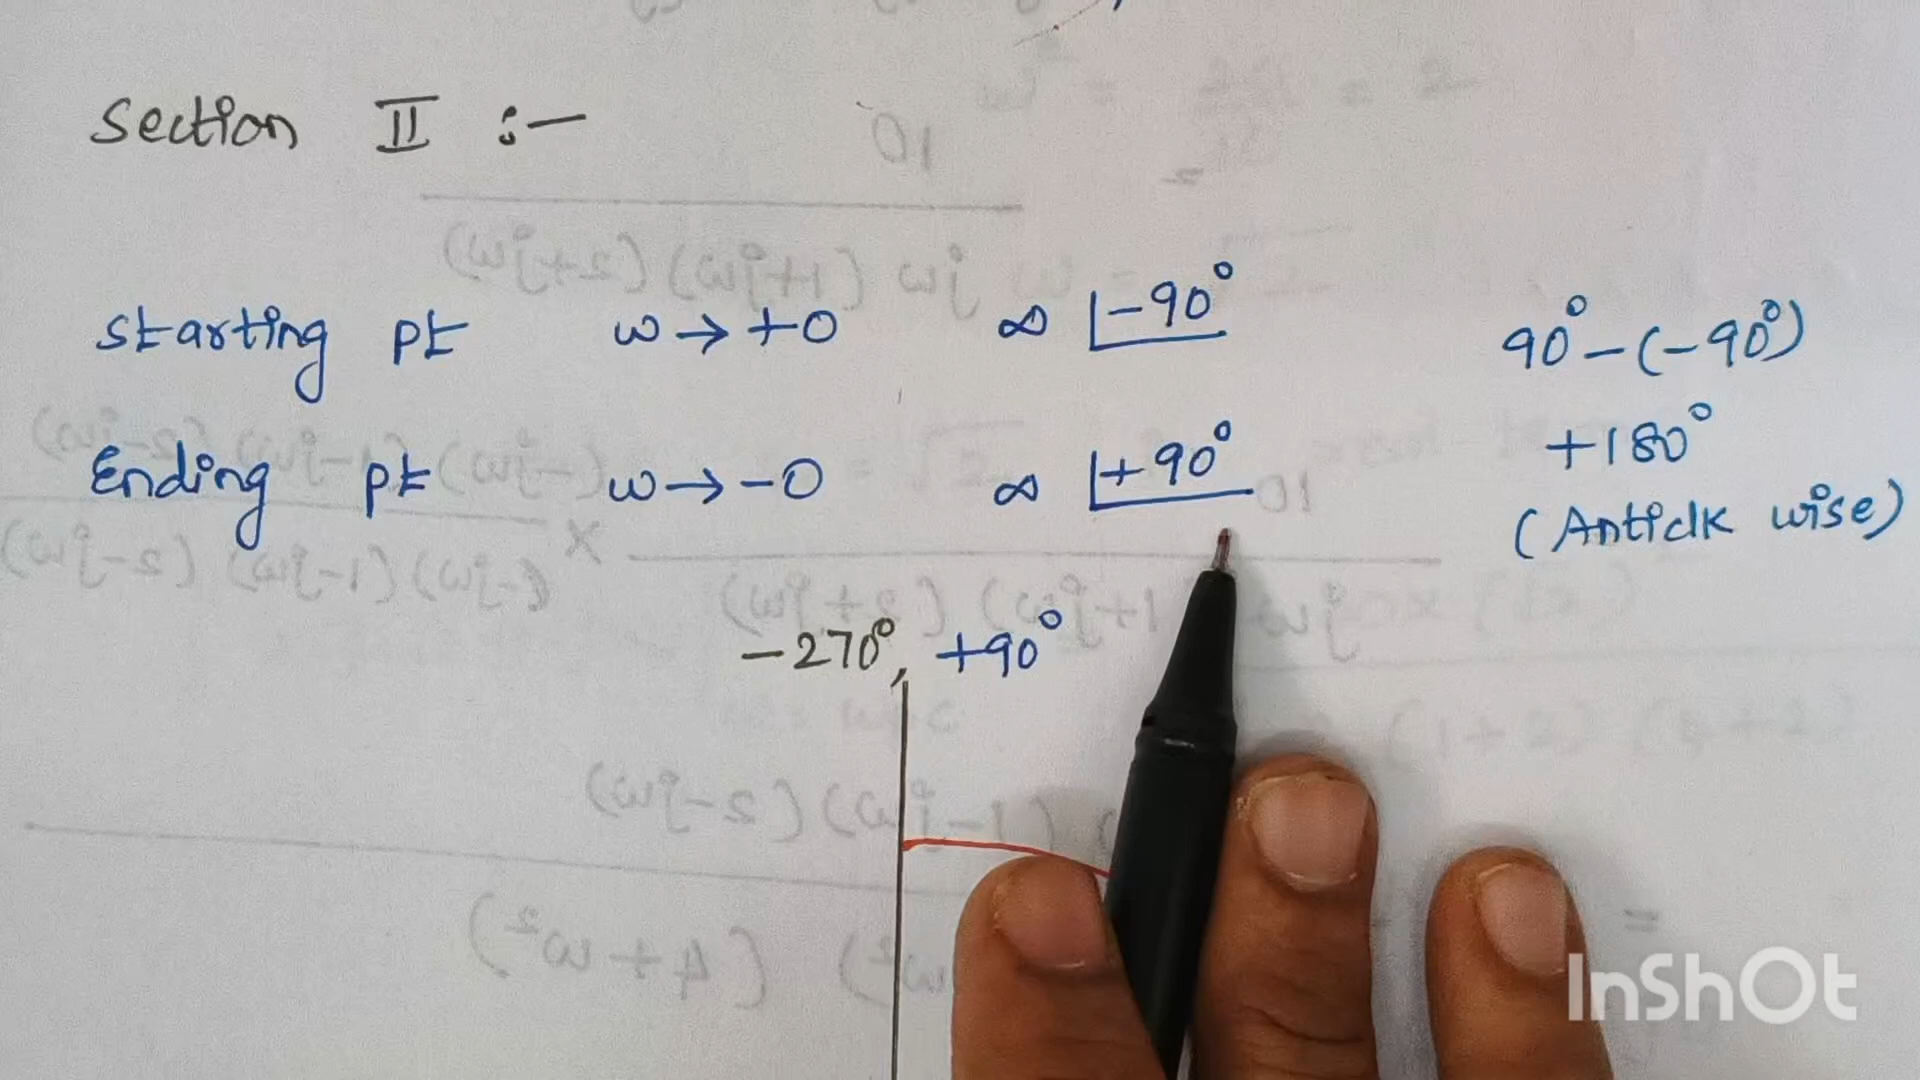 Section II :-
Starting pt ω → +0 ∞ ∟-90° 90° - (-90°)
Ending pt ω → -0 ∞ ∟+90° +180°
(Anticlk wise)
-270°, +90°
InShOt